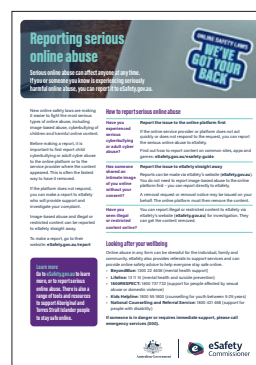 Reporting serious
online abuse
Serious online abuse can affect anyone at any time.
If you or someone you know is experiencing seriously
harmful online abuse, you can report it to eSafety.gov.au.
ONLINE SAFETY LAWS
WE'VE
GOT YOUR
BACK
New online safety laws are making
it easier to fight the most serious
types of online abuse, including
image-based abuse, cyberbullying of
children and harmful online content.
Before making a report, it is
important to first report child
cyberbullying or adult cyber abuse
to the online platform or to the
service provider where the content
appeared. This is often the fastest
way to have it removed.
If the platform does not respond,
you can make a report to eSafety
who will provide support and
investigate your complaint.
Image-based abuse and illegal or
restricted content can be reported
to eSafety straight away.
To make a report, go to their
website eSafety.gov.au/report
Learn more
Go to eSafety.gov.au to learn
more, or to report serious
online abuse. There is also a
range of tools and resources
to support Aboriginal and
Torres Strait Islander people
to stay safe online.
How to report serious online abuse
Have you
experienced
serious
cyberbullying
or adult cyber
abuse?
Report the issue to the online platform first
If the online service provider or platform does not act
quickly or does not respond to the request, you can report
the serious online abuse to eSafety.
Find out how to report content on common sites, apps and
games: eSafety.gov.au/esafety-guide
Has someone
shared an
intimate image
of you online
without your
consent?
Report the issue to eSafety straight away
Reports can be made via eSafety's website (eSafety.gov.au).
You do not need to report image-based abuse to the online
platform first – you can report directly to eSafety.
A removal request or removal notice may be issued on your
behalf. The online platform must then remove the content.
Have you
seen illegal
or restricted
content online?
You can report illegal or restricted content to eSafety via
eSafety's website (eSafety.gov.au) for investigation. They
can get the content removed.
Looking after your wellbeing
Online abuse in any form can be stressful for the individual, family and
community. eSafety also provides referrals to support services and can
provide online safety advice to help everyone stay safe online.
• BeyondBlue: 1300 22 4636 (mental health support)
• Lifeline: 13 11 14 (mental health and suicide prevention)
• 1800RESPECT: 1800 737 732 (support for people affected by sexual
abuse or domestic violence)
• Kids Helpline: 1800 55 1800 (counselling for youth between 5-25 years)
• National Counselling and Referral Service: 1800 421 468 (support for
people with disability)
If someone is in danger or requires immediate support, please call
emergency services (000).
Australian Government
eSafety
Commissioner